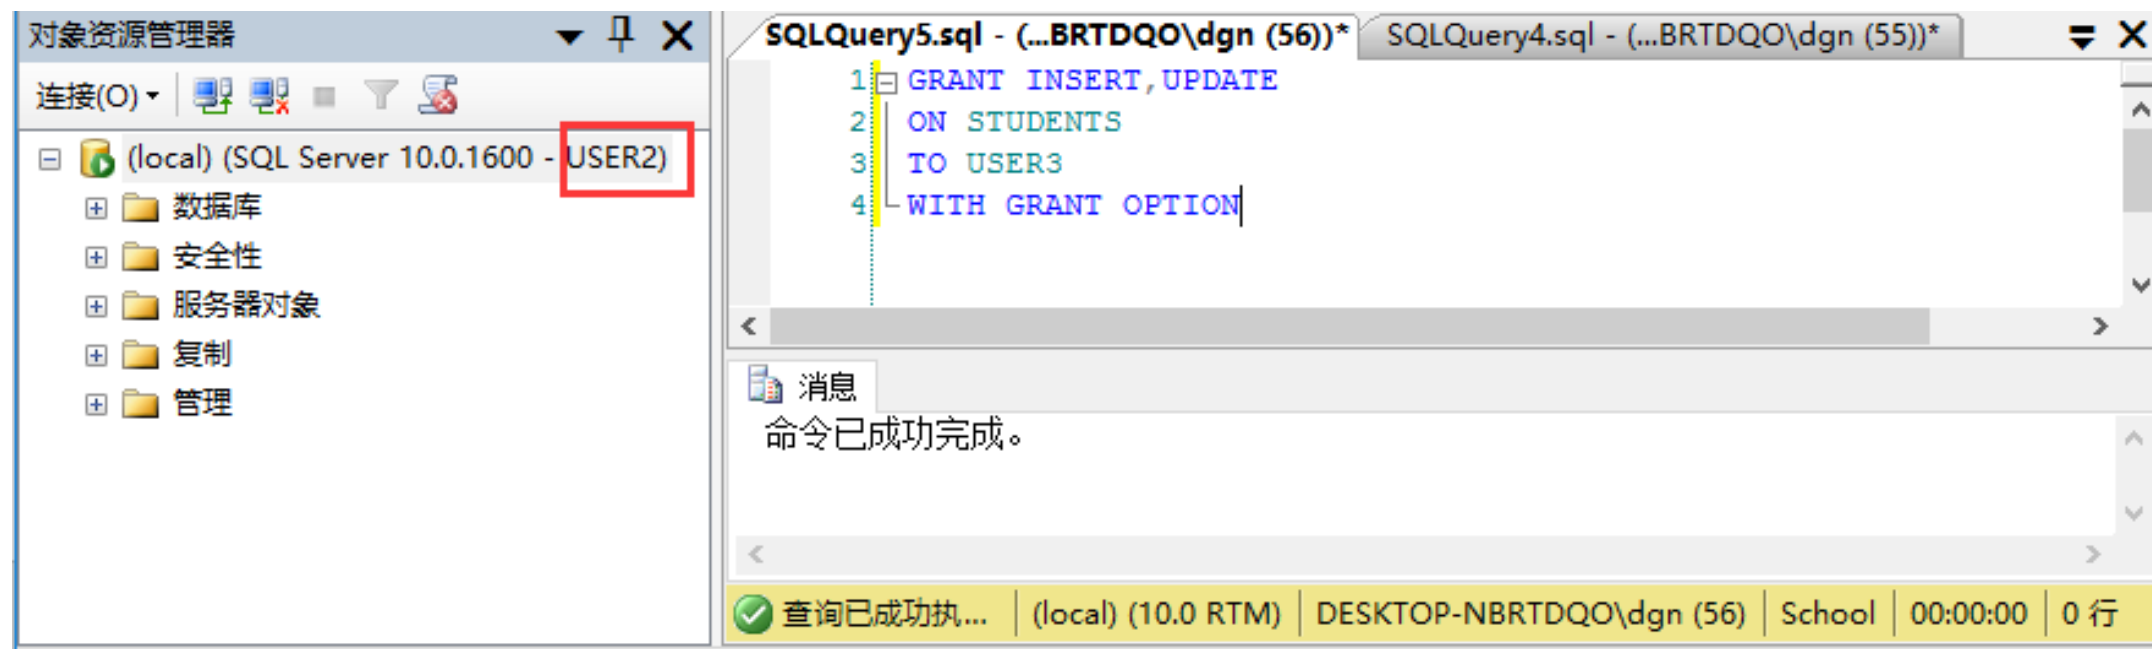 对象资源管理器
连接(O)
(local) (SQL Server 10.0.1600 - USER2)
数据库
安全性
服务器对象
复制
管理
SQLQuery5.sql - (...BRTDQO\dgn (56))* SQLQuery4.sql - (...BRTDQO\dgn (55))*
1 GRANT INSERT,UPDATE
2 ON STUDENTS
3 TO USER3
4 WITH GRANT OPTION
消息
命令已成功完成。
查询已成功执... (local) (10.0 RTM) DESKTOP-NBRTDQO\dgn (56) School 00:00:00 0 行